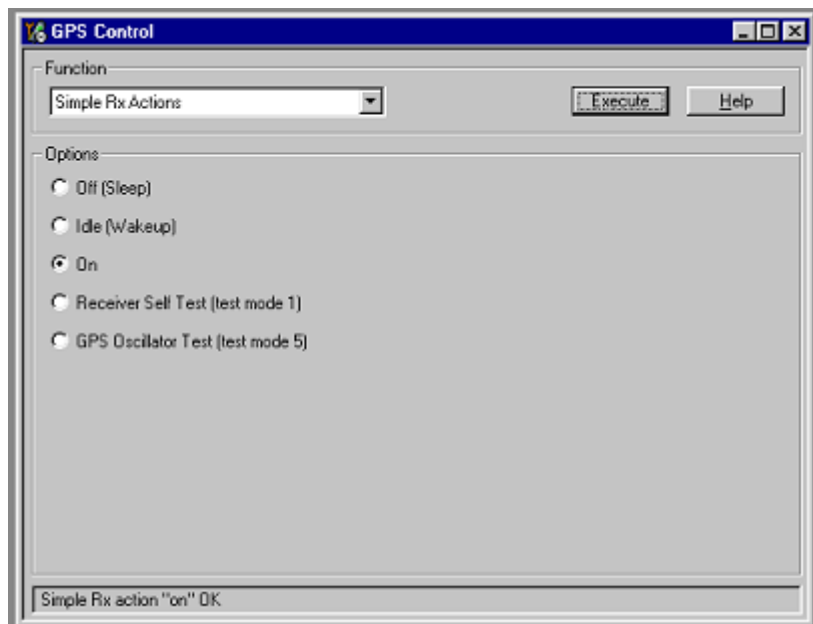 GPS Control
Function
Simple Rx Actions
Execute
Help
Options
Off (Sleep)
Idle (Wakeup)
On
Receiver Self Test (test mode 1)
GPS Oscillator Test (test mode 5)
Simple Rx action "on" OK